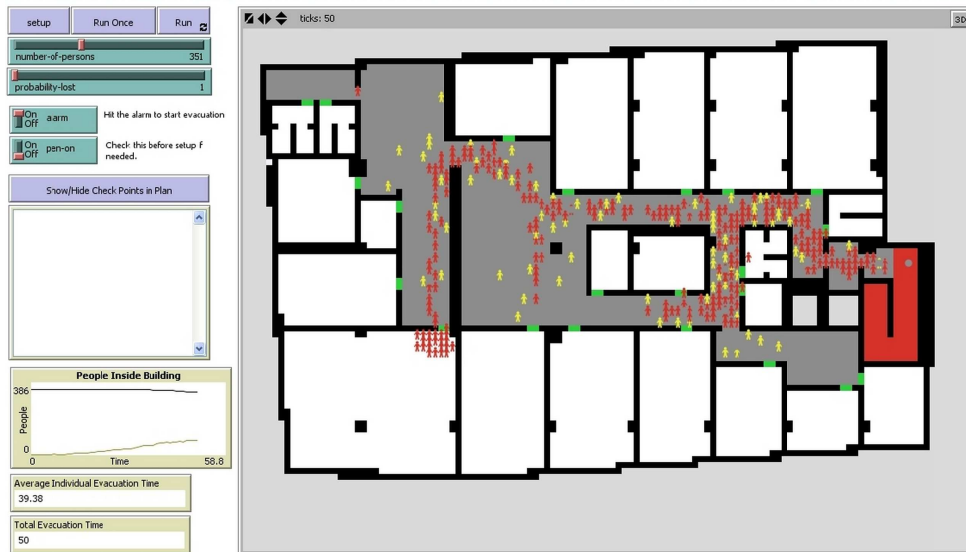 setup
Run Once
Run
number-of-persons 351
probability-lost 1
On
Off
aarm
Hit the alarm to start evacuation
On
Off
pen-on
Check this before setup f
needed.
Show/Hide Check Points in Plan
People Inside Building
386
People
0
0 Time 58.8
Average Individual Evacuation Time
39.38
Total Evacuation Time
50
ticks: 50
3D